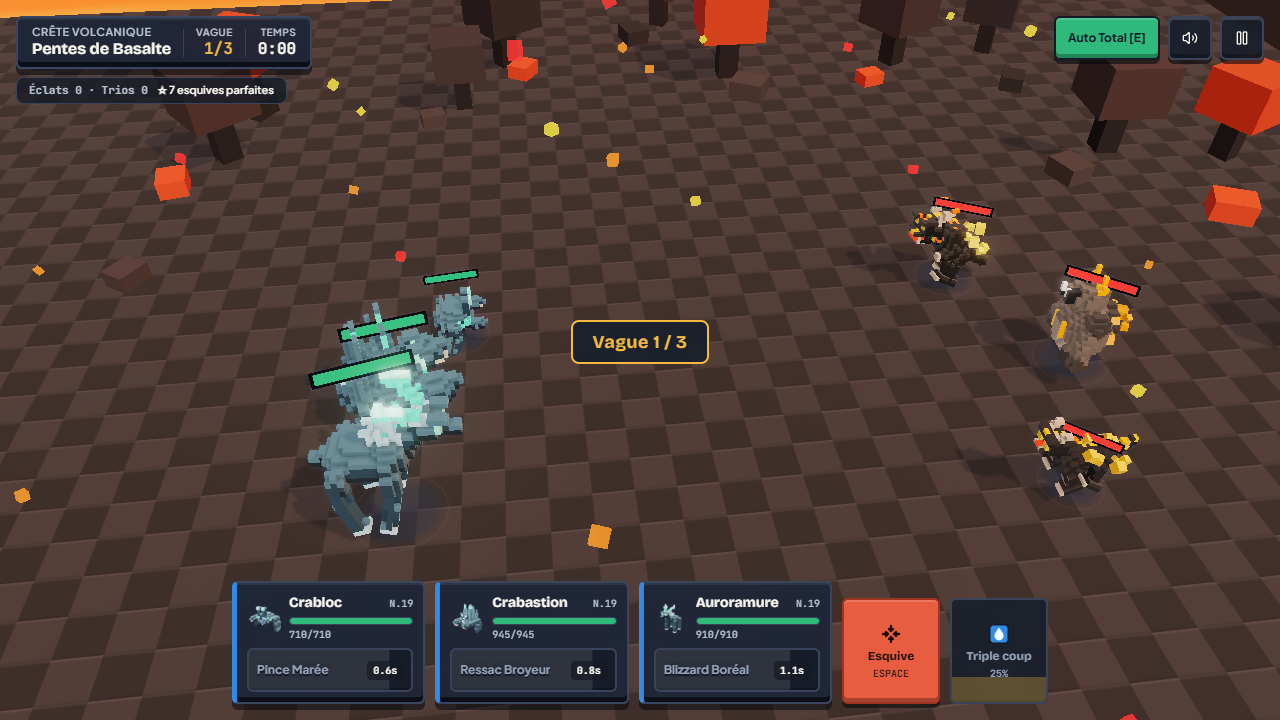 CRÊTE VOLCANIQUE
Pentes de Basalte
VAGUE
1/3
TEMPS
0:00
Éclats 0 · Trios 0 ★ 7 esquives parfaites
Auto Total [E]
Vague 1 / 3
Crabloc N.19
710/710
Pince Marée 0.6s
Crabastion N.19
945/945
Ressac Broyeur 0.8s
Auroramure N.19
910/910
Blizzard Boréal 1.1s
Esquive
ESPACE
Triple coup
25%